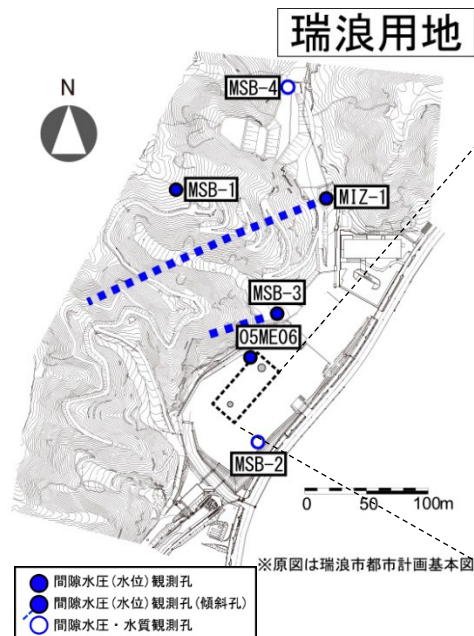 瑞浪用地
N
MSB-4
MSB-1
MIZ-1
MSB-3
05ME06
MSB-2
0 50 100m
※原図は瑞浪市都市計画基本図
間隙水圧(水位)観測孔
間隙水圧(水位)観測孔(傾斜孔)
間隙水圧・水質観測孔